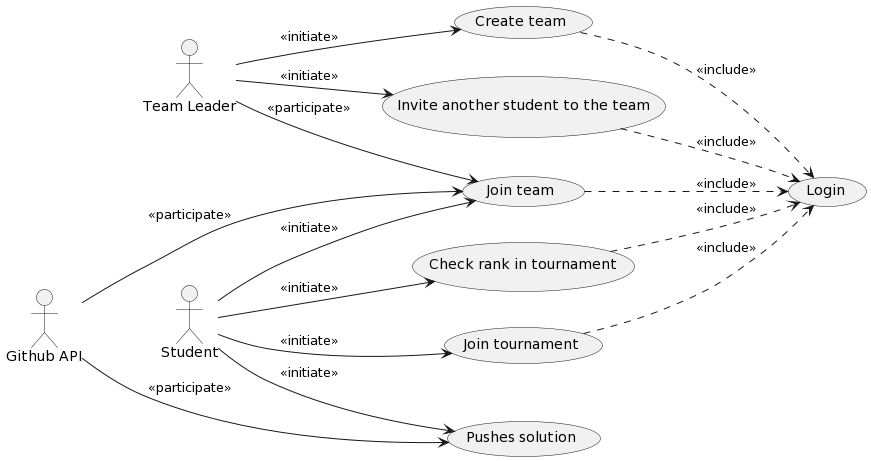 Create team
«initiate»
«include»
«initiate»
Invite another student to the team
Team Leader
«participate»
«include»
Join team
«include»
Login
«participate»
«include»
«initiate»
«include»
Check rank in tournament
«initiate»
Student
Github API
«initiate»
Join tournament
«initiate»
«participate»
Pushes solution